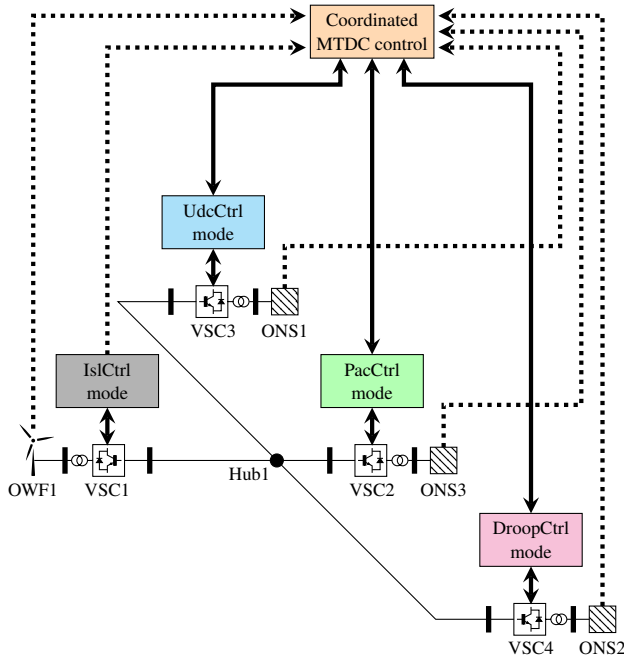 Coordinated
MTDC control
UdcCtrl
mode
VSC3
ONS1
IslCtrl
mode
PacCtrl
mode
OWF1
VSC1
Hub1
VSC2
ONS3
DroopCtrl
mode
VSC4
ONS2